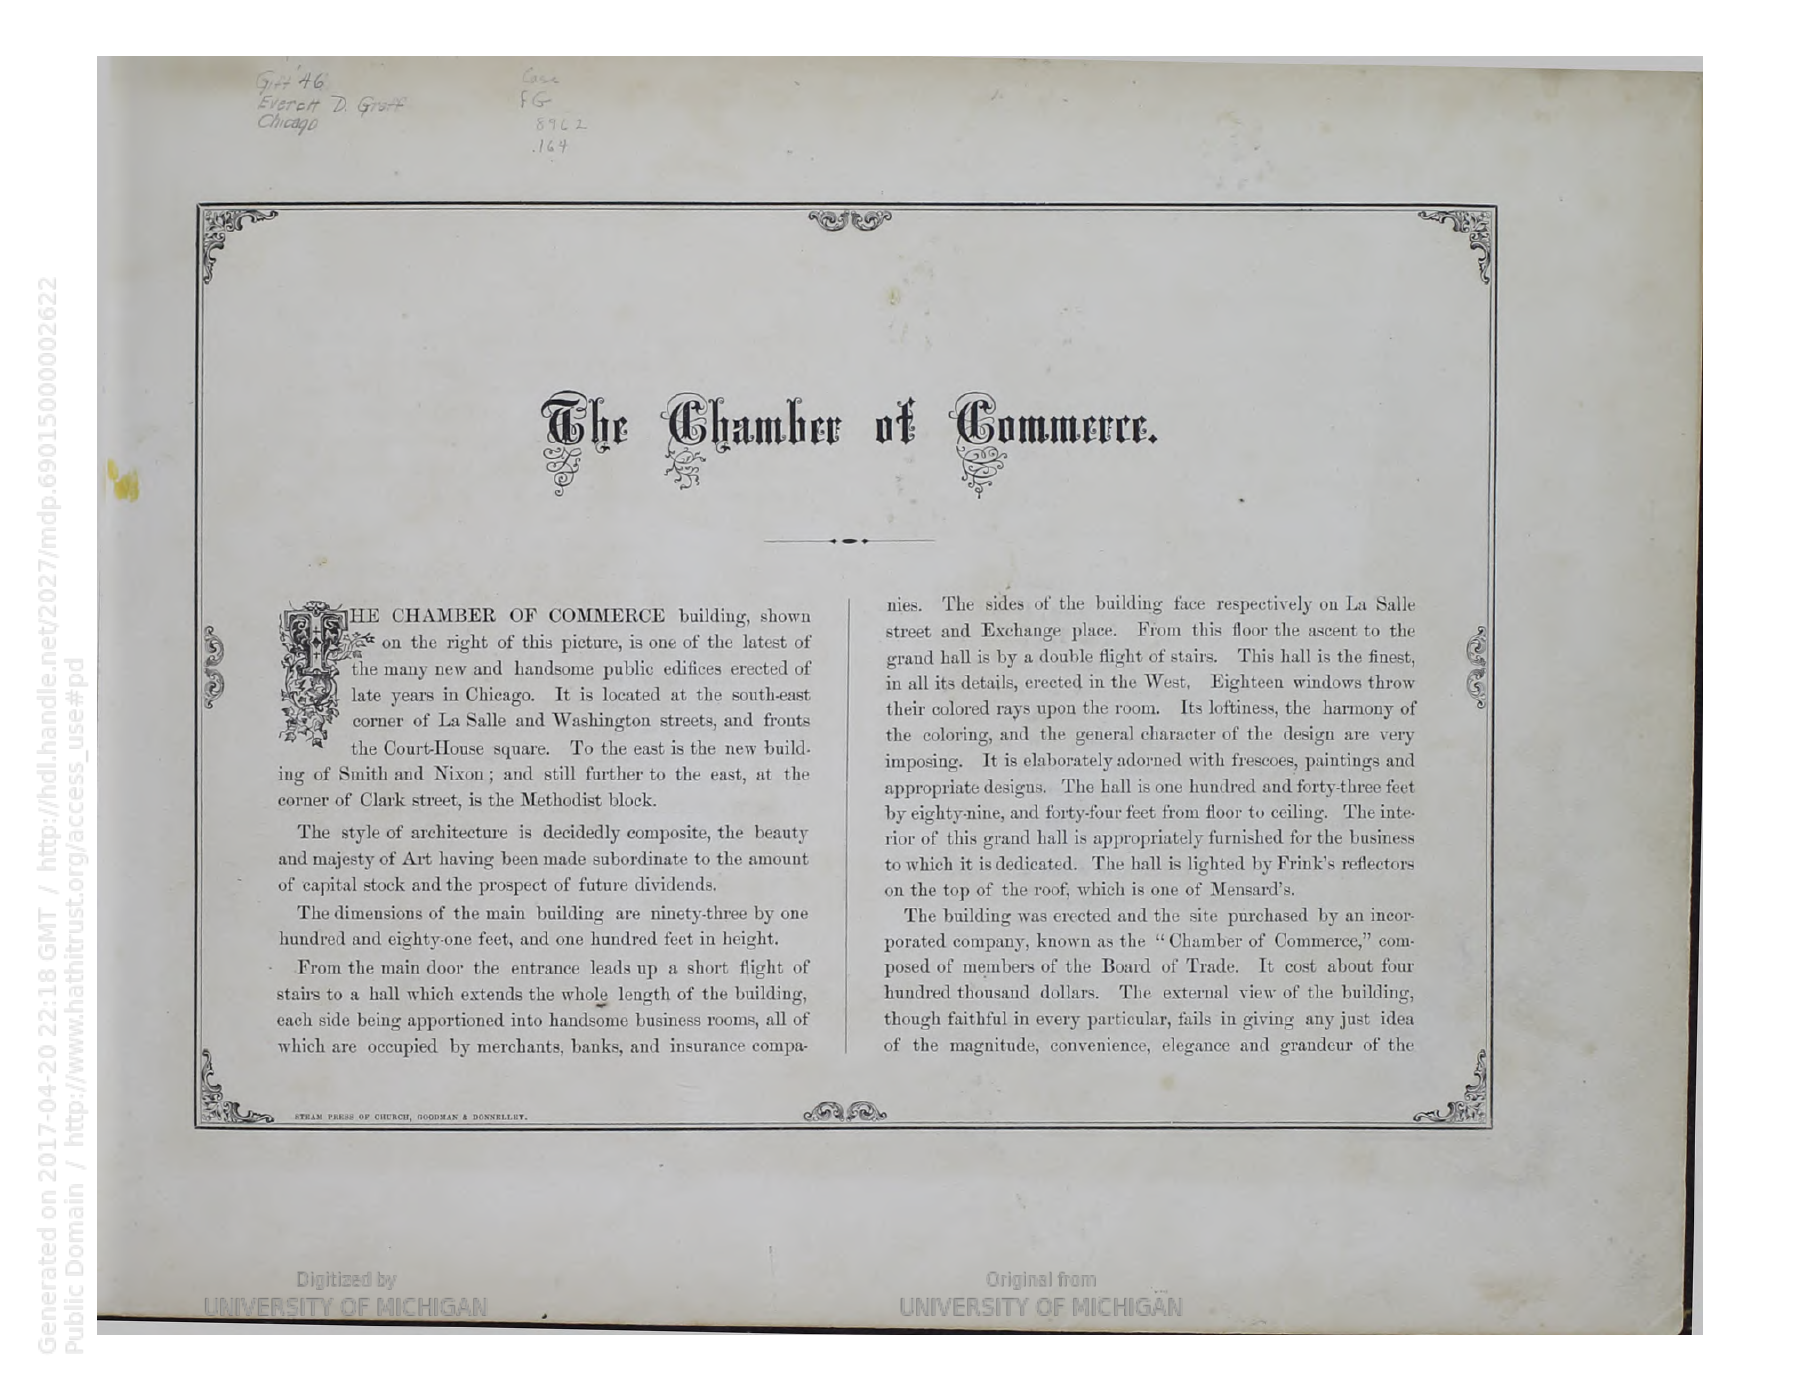 Gift '46
Everett D. Graff
Chicago
Case
fG
8962
.164
The Chamber of Commerce.
THE CHAMBER OF COMMERCE building, shown
on the right of this picture, is one of the latest of
the many new and handsome public edifices erected of
late years in Chicago. It is located at the south-east
corner of La Salle and Washington streets, and fronts
the Court-House square. To the east is the new build-
ing of Smith and Nixon; and still further to the east, at the
corner of Clark street, is the Methodist block.
The style of architecture is decidedly composite, the beauty
and majesty of Art having been made subordinate to the amount
of capital stock and the prospect of future dividends.
The dimensions of the main building are ninety-three by one
hundred and eighty-one feet, and one hundred feet in height.
From the main door the entrance leads up a short flight of
stairs to a hall which extends the whole length of the building,
each side being apportioned into handsome business rooms, all of
which are occupied by merchants, banks, and insurance compa-
nies. The sides of the building face respectively on La Salle
street and Exchange place. From this floor the ascent to the
grand hall is by a double flight of stairs. This hall is the finest,
in all its details, erected in the West. Eighteen windows throw
their colored rays upon the room. Its loftiness, the harmony of
the coloring, and the general character of the design are very
imposing. It is elaborately adorned with frescoes, paintings and
appropriate designs. The hall is one hundred and forty-three feet
by eighty-nine, and forty-four feet from floor to ceiling. The inte-
rior of this grand hall is appropriately furnished for the business
to which it is dedicated. The hall is lighted by Frink's reflectors
on the top of the roof, which is one of Mensard's.
The building was erected and the site purchased by an incor-
porated company, known as the "Chamber of Commerce," com-
posed of members of the Board of Trade. It cost about four
hundred thousand dollars. The external view of the building,
though faithful in every particular, fails in giving any just idea
of the magnitude, convenience, elegance and grandeur of the
STEAM PRESS OF CHURCH, GOODMAN & DONNELLEY.
Digitized by
UNIVERSITY OF MICHIGAN
Original from
UNIVERSITY OF MICHIGAN
Generated on 2017-04-20 22:18 GMT / http://hdl.handle.net/2027/mdp.69015000002622
Public Domain / http://www.hathitrust.org/access_use#pd